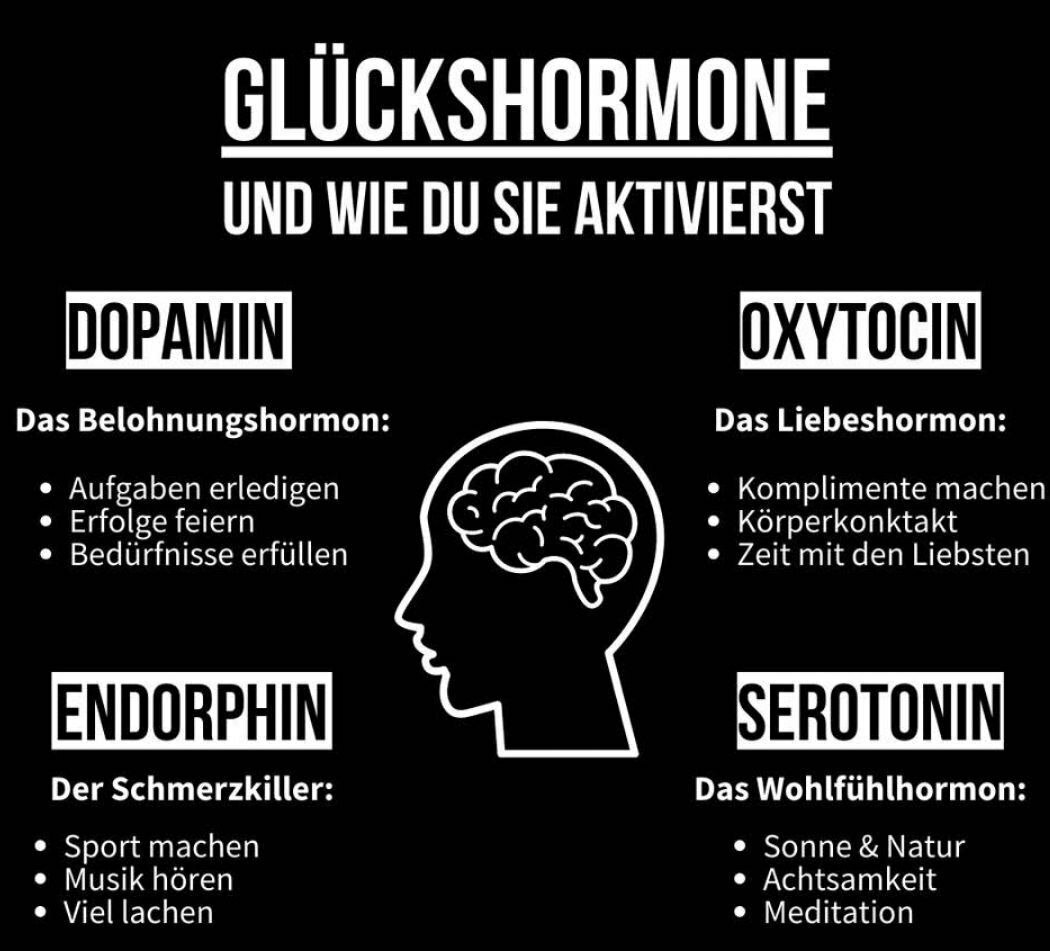 GLÜCKSHORMONE
UND WIE DU SIE AKTIVIERST
DOPAMIN
Das Belohnungshormon:
• Aufgaben erledigen
• Erfolge feiern
• Bedürfnisse erfüllen
OXYTOCIN
Das Liebeshormon:
• Komplimente machen
• Körperkonktakt
• Zeit mit den Liebsten
ENDORPHIN
Der Schmerzkiller:
• Sport machen
• Musik hören
• Viel lachen
SEROTONIN
Das Wohlfühlhormon:
• Sonne & Natur
• Achtsamkeit
• Meditation